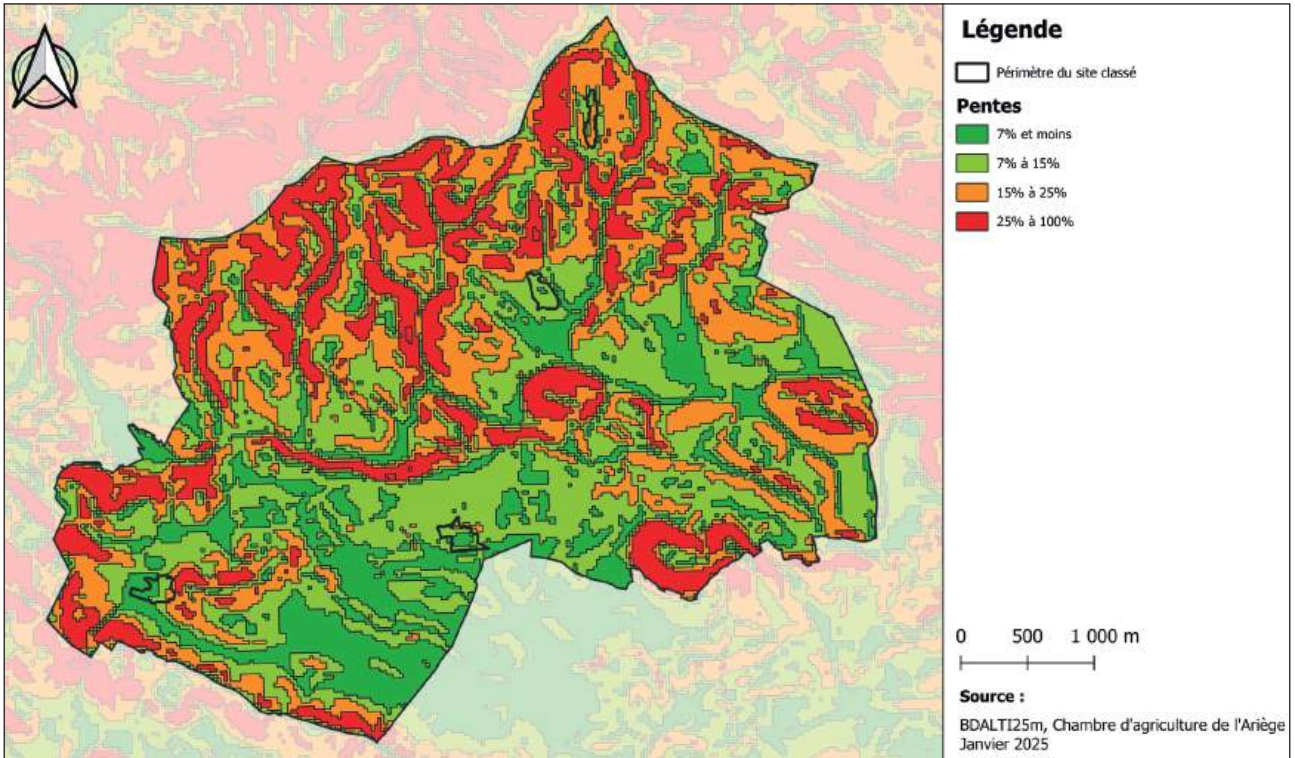 N
Légende
Périmètre du site classé
Pentes
7% et moins
7% à 15%
15% à 25%
25% à 100%
0 500 1 000 m
Source :
BDALTI25m, Chambre d'agriculture de l'Ariège
Janvier 2025